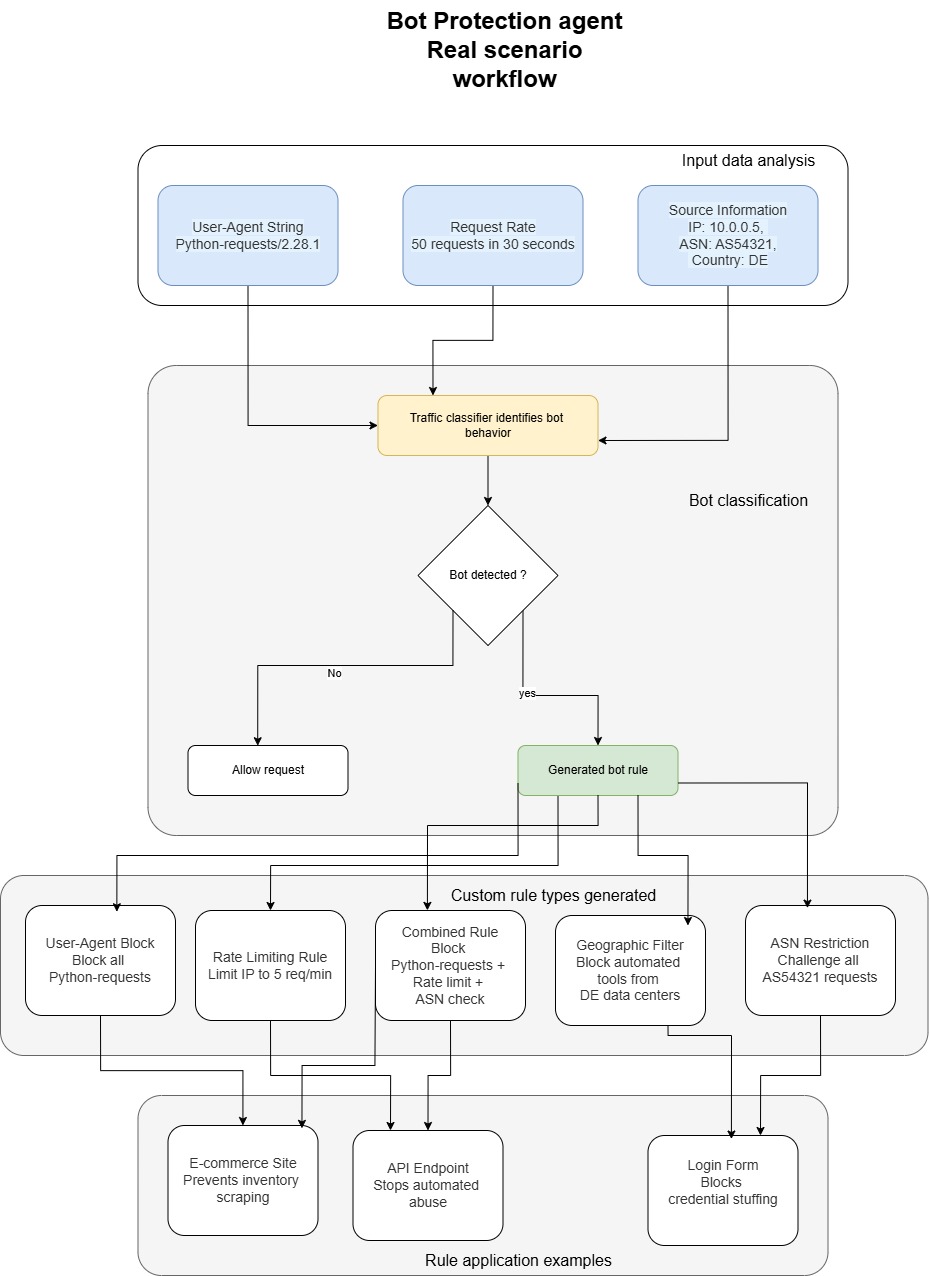 Bot Protection agent
Real scenario
workflow
Input data analysis
User-Agent String
Python-requests/2.28.1
Request Rate
50 requests in 30 seconds
Source Information
IP: 10.0.0.5,
ASN: AS54321,
Country: DE
Traffic classifier identifies bot
behavior
Bot classification
Bot detected ?
No
yes
Allow request
Generated bot rule
Custom rule types generated
User-Agent Block
Block all
Python-requests
Rate Limiting Rule
Limit IP to 5 req/min
Combined Rule
Block
Python-requests +
Rate limit +
ASN check
Geographic Filter
Block automated
tools from
DE data centers
ASN Restriction
Challenge all
AS54321 requests
E-commerce Site
Prevents inventory
scraping
API Endpoint
Stops automated
abuse
Login Form
Blocks
credential stuffing
Rule application examples